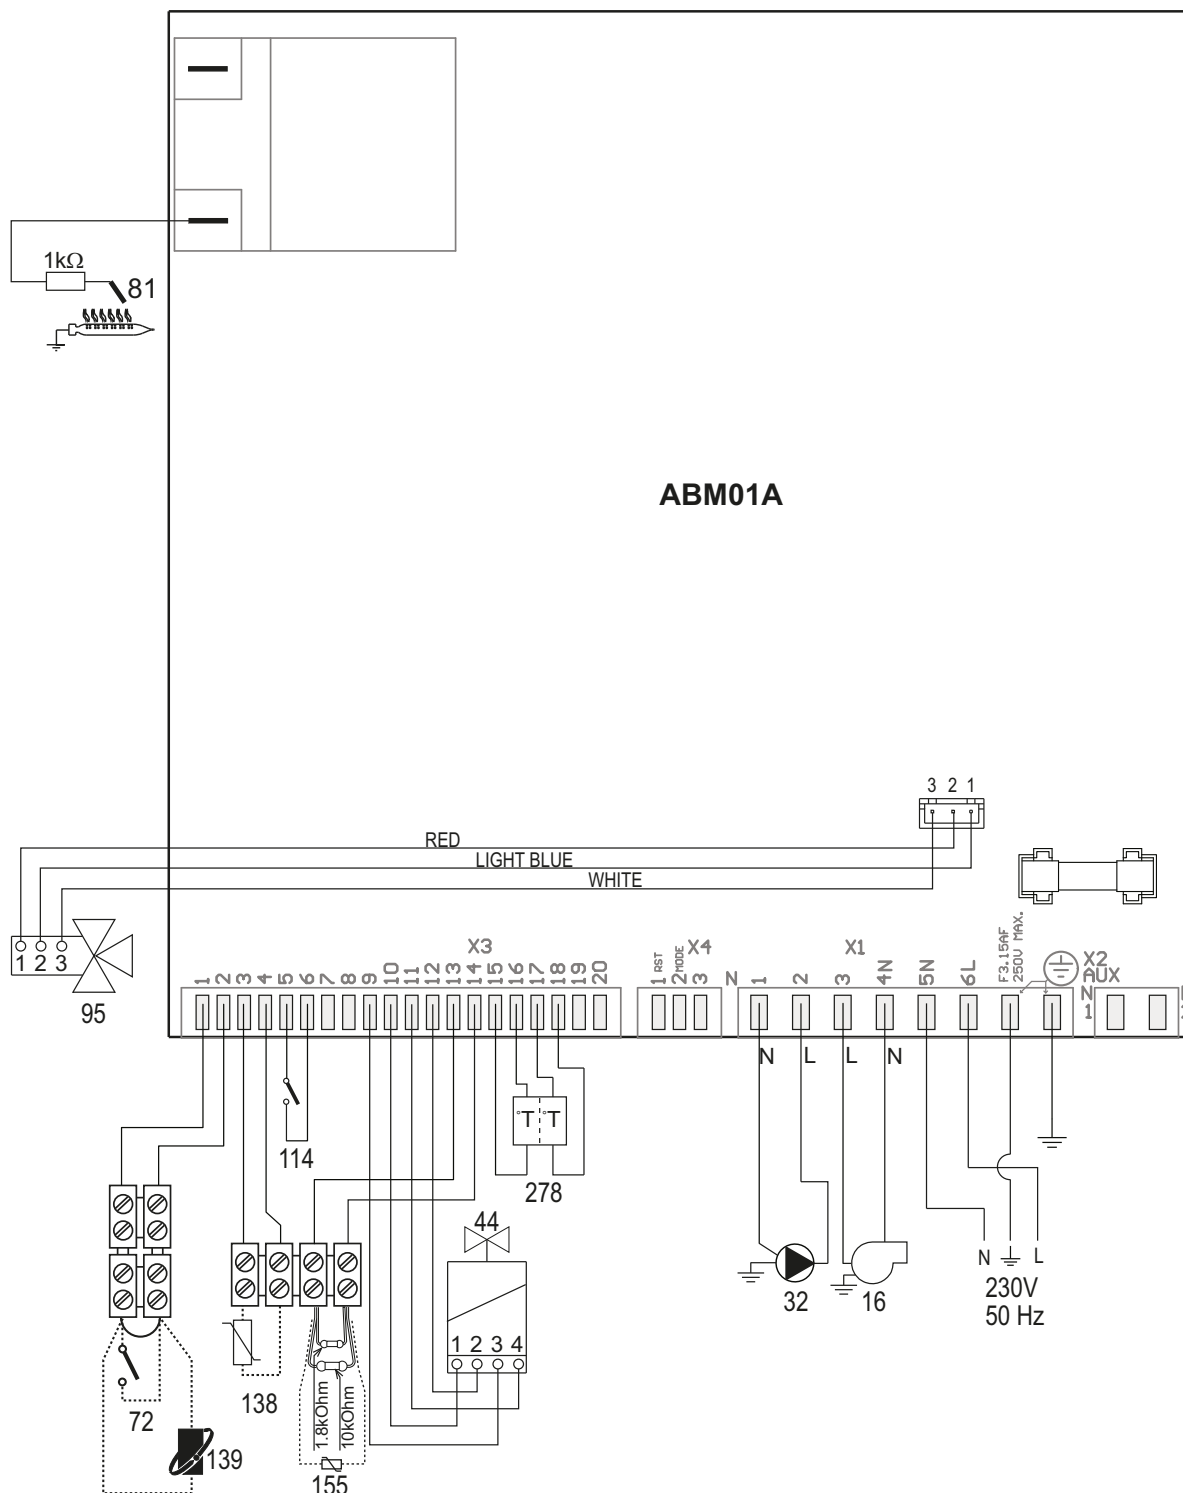 1kΩ
81
ABM01A
3 2 1
RED
LIGHT BLUE
WHITE
1 2 3
95
X3
1 2 3 4 5 6 7 8 9 10 11 12 13 14 15 16 17 18 19 20
X4
1 RST
2 MODE
3
N
X1
1 2 3 4N 5N 6L
F3.15AF
250V MAX.
X2
AUX
N
1
N L L N
114
°T °T
278
44
1 2 3 4
N L
230V
50 Hz
32
16
72
138
1.8kOhm
10kOhm
139
155